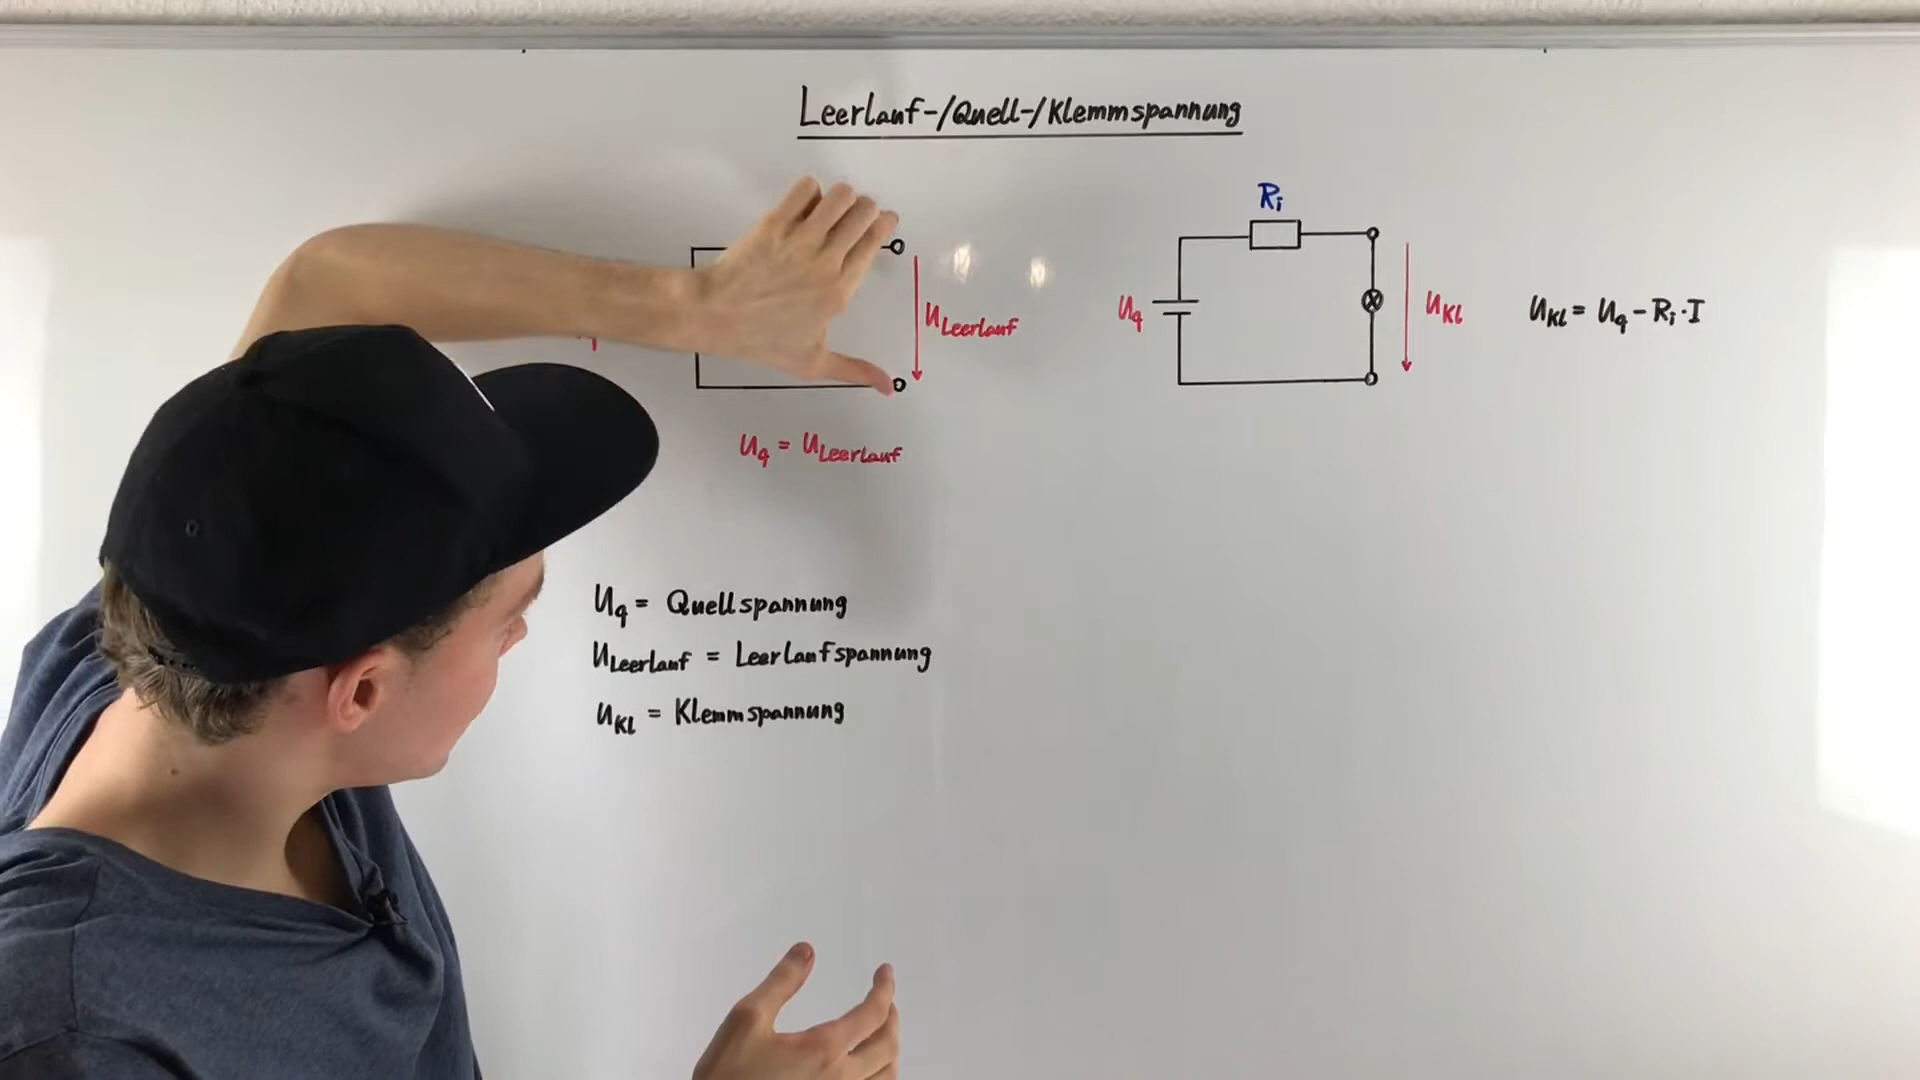 Leerlauf-/Quell-/Klemmspannung
Ri
ULeerlauf
Uq
UKl
UKl = Uq - Ri · I
Uq = ULeerlauf
Uq = Quellspannung
ULeerlauf = Leerlaufspannung
UKl = Klemmspannung